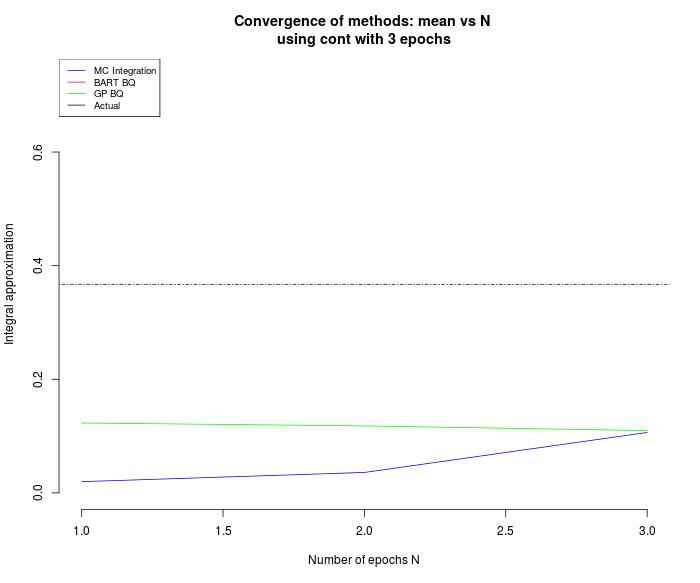 Convergence of methods: mean vs N
using cont with 3 epochs
MC Integration
BART BQ
GP BQ
Actual
Integral approximation
0.6
0.4
0.2
0.0
1.0 1.5 2.0 2.5 3.0
Number of epochs N